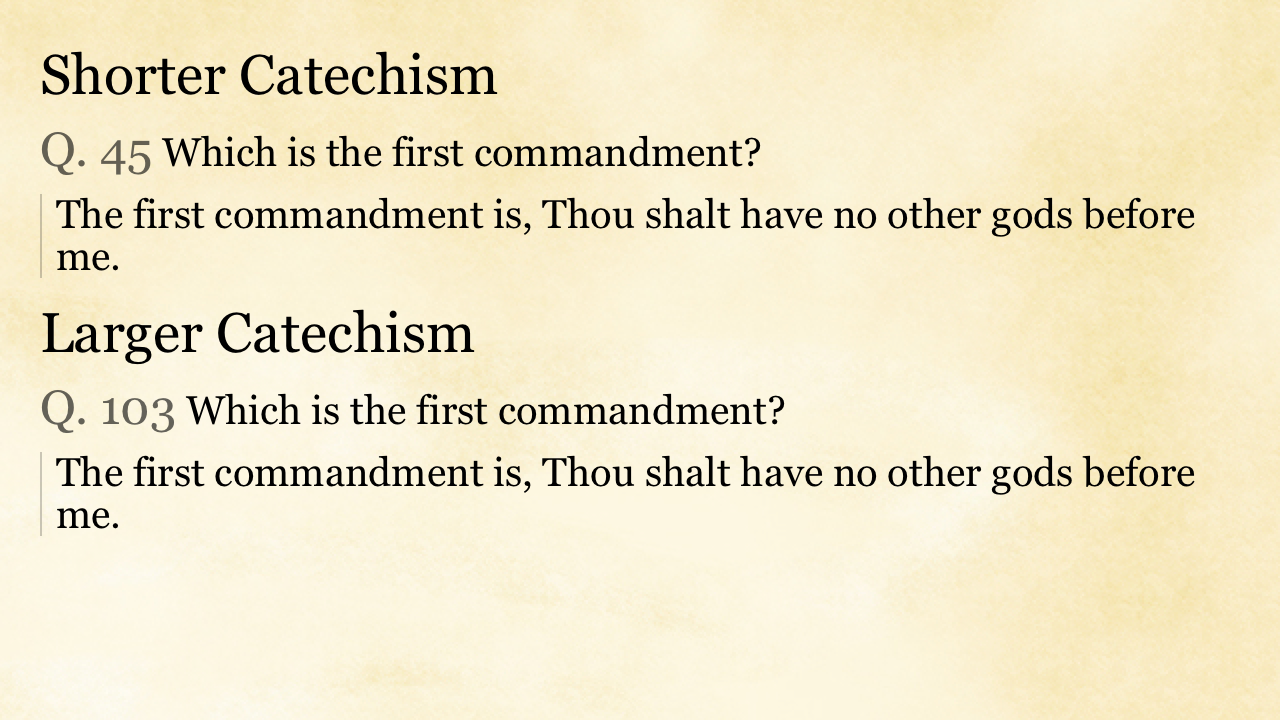 Shorter Catechism
Q. 45 Which is the first commandment?
The first commandment is, Thou shalt have no other gods before
me.
Larger Catechism
Q. 103 Which is the first commandment?
The first commandment is, Thou shalt have no other gods before
me.